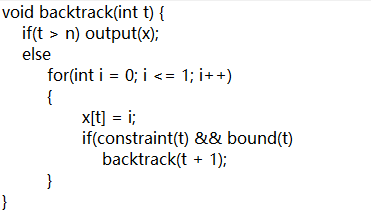 void backtrack(int t) {
if(t > n) output(x);
else
for(int i = 0; i <= 1; i++)
{
x[t] = i;
if(constraint(t) && bound(t)
backtrack(t + 1);
}
}